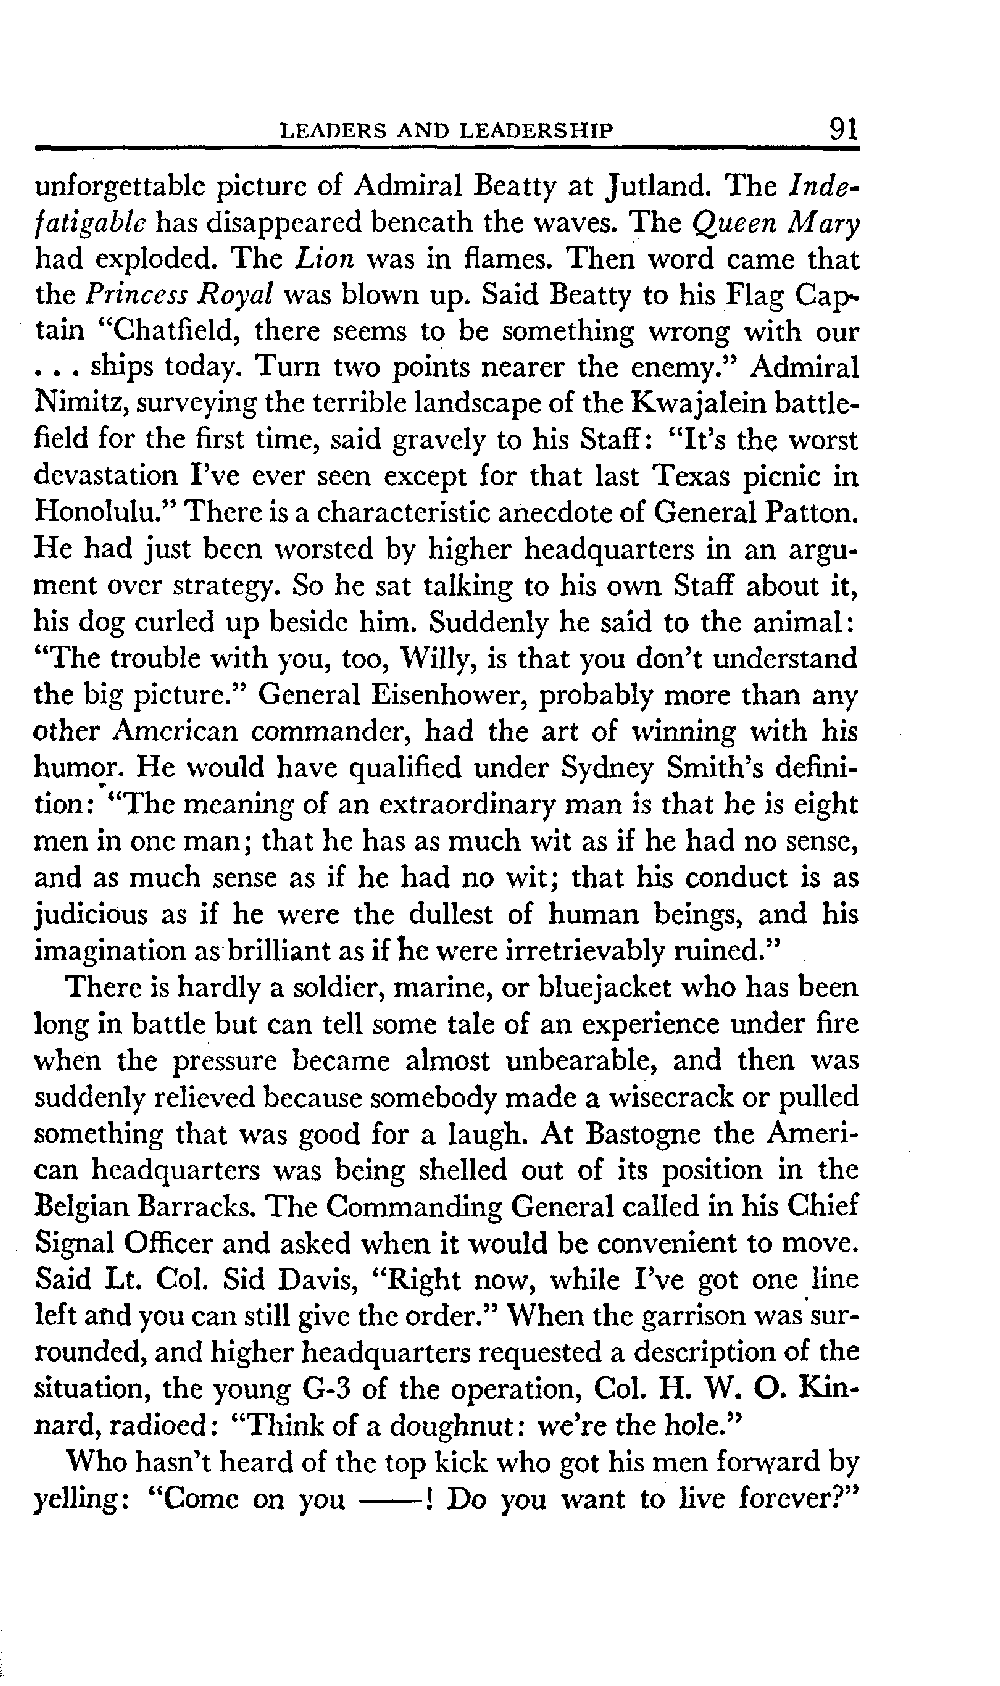 LEADERS AND LEADERSHIP 91
unforgettable picture of Admiral Beatty at Jutland. The Inde-
fatigable has disappeared beneath the waves. The Queen Mary
had exploded. The Lion was in flames. Then word came that
the Princess Royal was blown up. Said Beatty to his Flag Cap-
tain “Chatfield, there seems to be something wrong with our
. . . ships today. Turn two points nearer the enemy.” Admiral
Nimitz, surveying the terrible landscape of the Kwajalein battle-
field for the first time, said gravely to his Staff: “It’s the worst
devastation I’ve ever seen except for that last Texas picnic in
Honolulu.” There is a characteristic anecdote of General Patton.
He had just been worsted by higher headquarters in an argu-
ment over strategy. So he sat talking to his own Staff about it,
his dog curled up beside him. Suddenly he said to the animal:
“The trouble with you, too, Willy, is that you don’t understand
the big picture.” General Eisenhower, probably more than any
other American commander, had the art of winning with his
humor. He would have qualified under Sydney Smith’s defini-
tion: “The meaning of an extraordinary man is that he is eight
men in one man; that he has as much wit as if he had no sense,
and as much sense as if he had no wit; that his conduct is as
judicious as if he were the dullest of human beings, and his
imagination as brilliant as if he were irretrievably ruined.”
There is hardly a soldier, marine, or bluejacket who has been
long in battle but can tell some tale of an experience under fire
when the pressure became almost unbearable, and then was
suddenly relieved because somebody made a wisecrack or pulled
something that was good for a laugh. At Bastogne the Ameri-
can headquarters was being shelled out of its position in the
Belgian Barracks. The Commanding General called in his Chief
Signal Officer and asked when it would be convenient to move.
Said Lt. Col. Sid Davis, “Right now, while I’ve got one line
left and you can still give the order.” When the garrison was sur-
rounded, and higher headquarters requested a description of the
situation, the young G-3 of the operation, Col. H. W. O. Kin-
nard, radioed: “Think of a doughnut: we’re the hole.”
Who hasn’t heard of the top kick who got his men forward by
yelling: “Come on you ——! Do you want to live forever?”